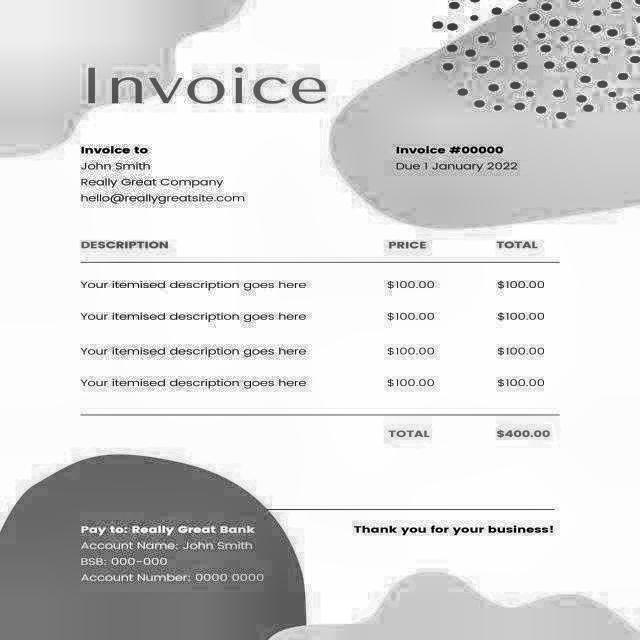 Invoice
Invoice to
John Smith
Really Great Company
hello@reallygreatsite.com
Invoice #00000
Due 1 January 2022
DESCRIPTION PRICE TOTAL
Your itemised description goes here $100.00 $100.00
Your itemised description goes here $100.00 $100.00
Your itemised description goes here $100.00 $100.00
Your itemised description goes here $100.00 $100.00
TOTAL $400.00
Pay to: Really Great Bank
Account Name: John Smith
BSB: 000-000
Account Number: 0000 0000
Thank you for your business!